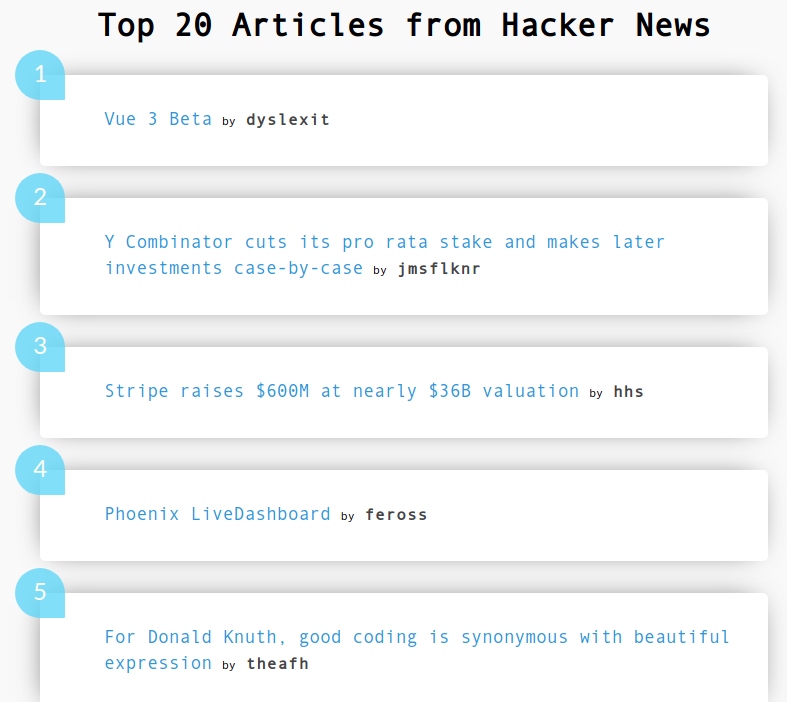 Top 20 Articles from Hacker News
1
Vue 3 Beta by dyslexit
2
Y Combinator cuts its pro rata stake and makes later
investments case-by-case by jmsflknr
3
Stripe raises $600M at nearly $36B valuation by hhs
4
Phoenix LiveDashboard by feross
5
For Donald Knuth, good coding is synonymous with beautiful
expression by theafh